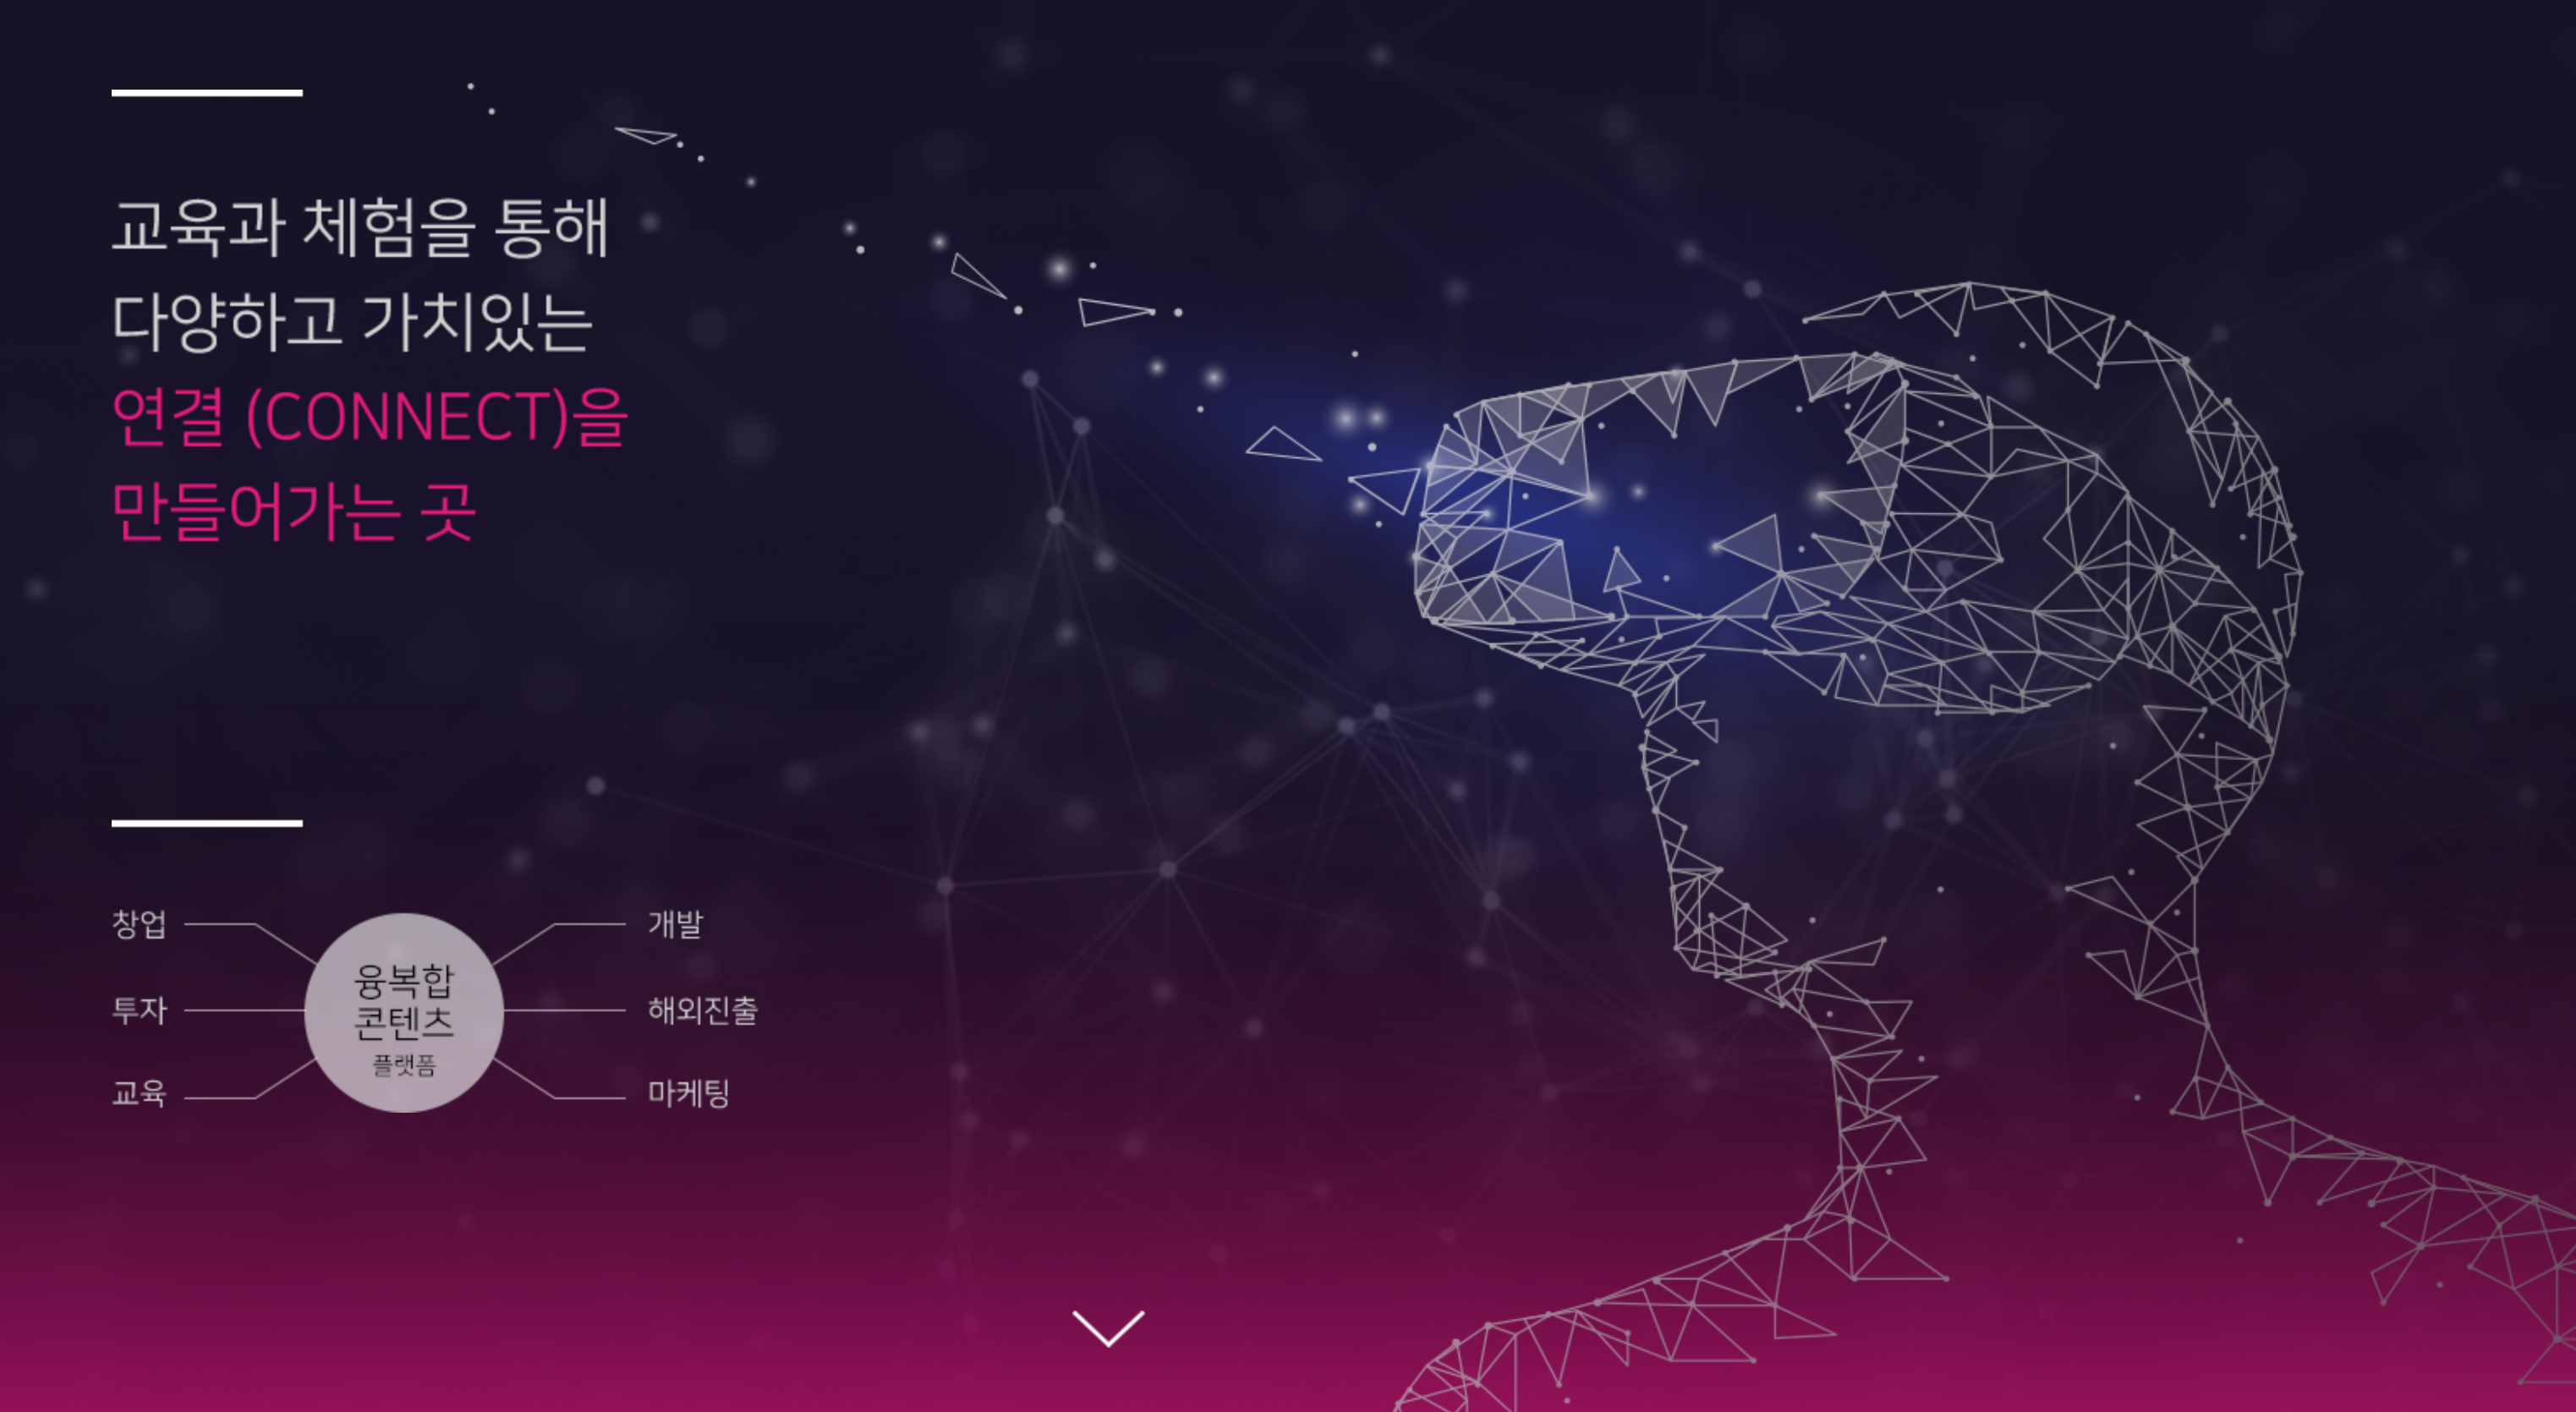 교육과 체험을 통해
다양하고 가치있는
연결 (CONNECT)을
만들어가는 곳
창업
투자
교육
융복합
콘텐츠
플랫폼
개발
해외진출
마케팅